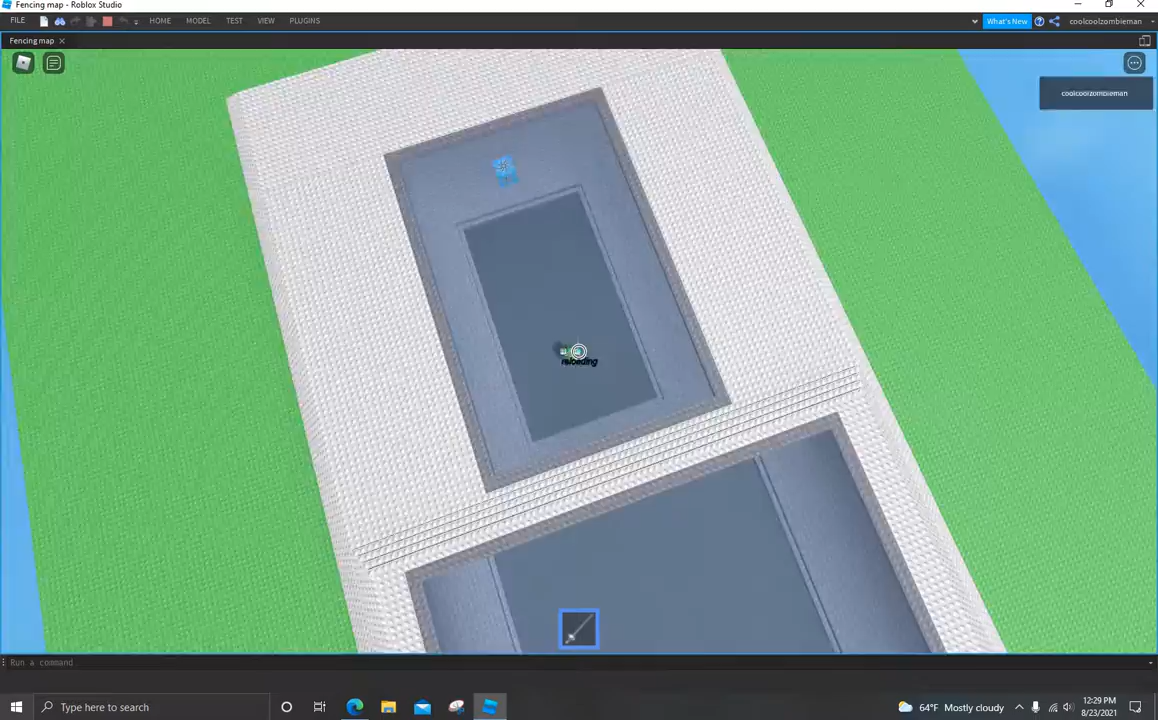 Fencing map - Roblox Studio
FILE HOME MODEL TEST VIEW PLUGINS What's New coolcoolzombieman
Fencing map
coolcoolzombieman
reloading
Run a command
Type here to search 64°F Mostly cloudy 12:29 PM
8/23/2021